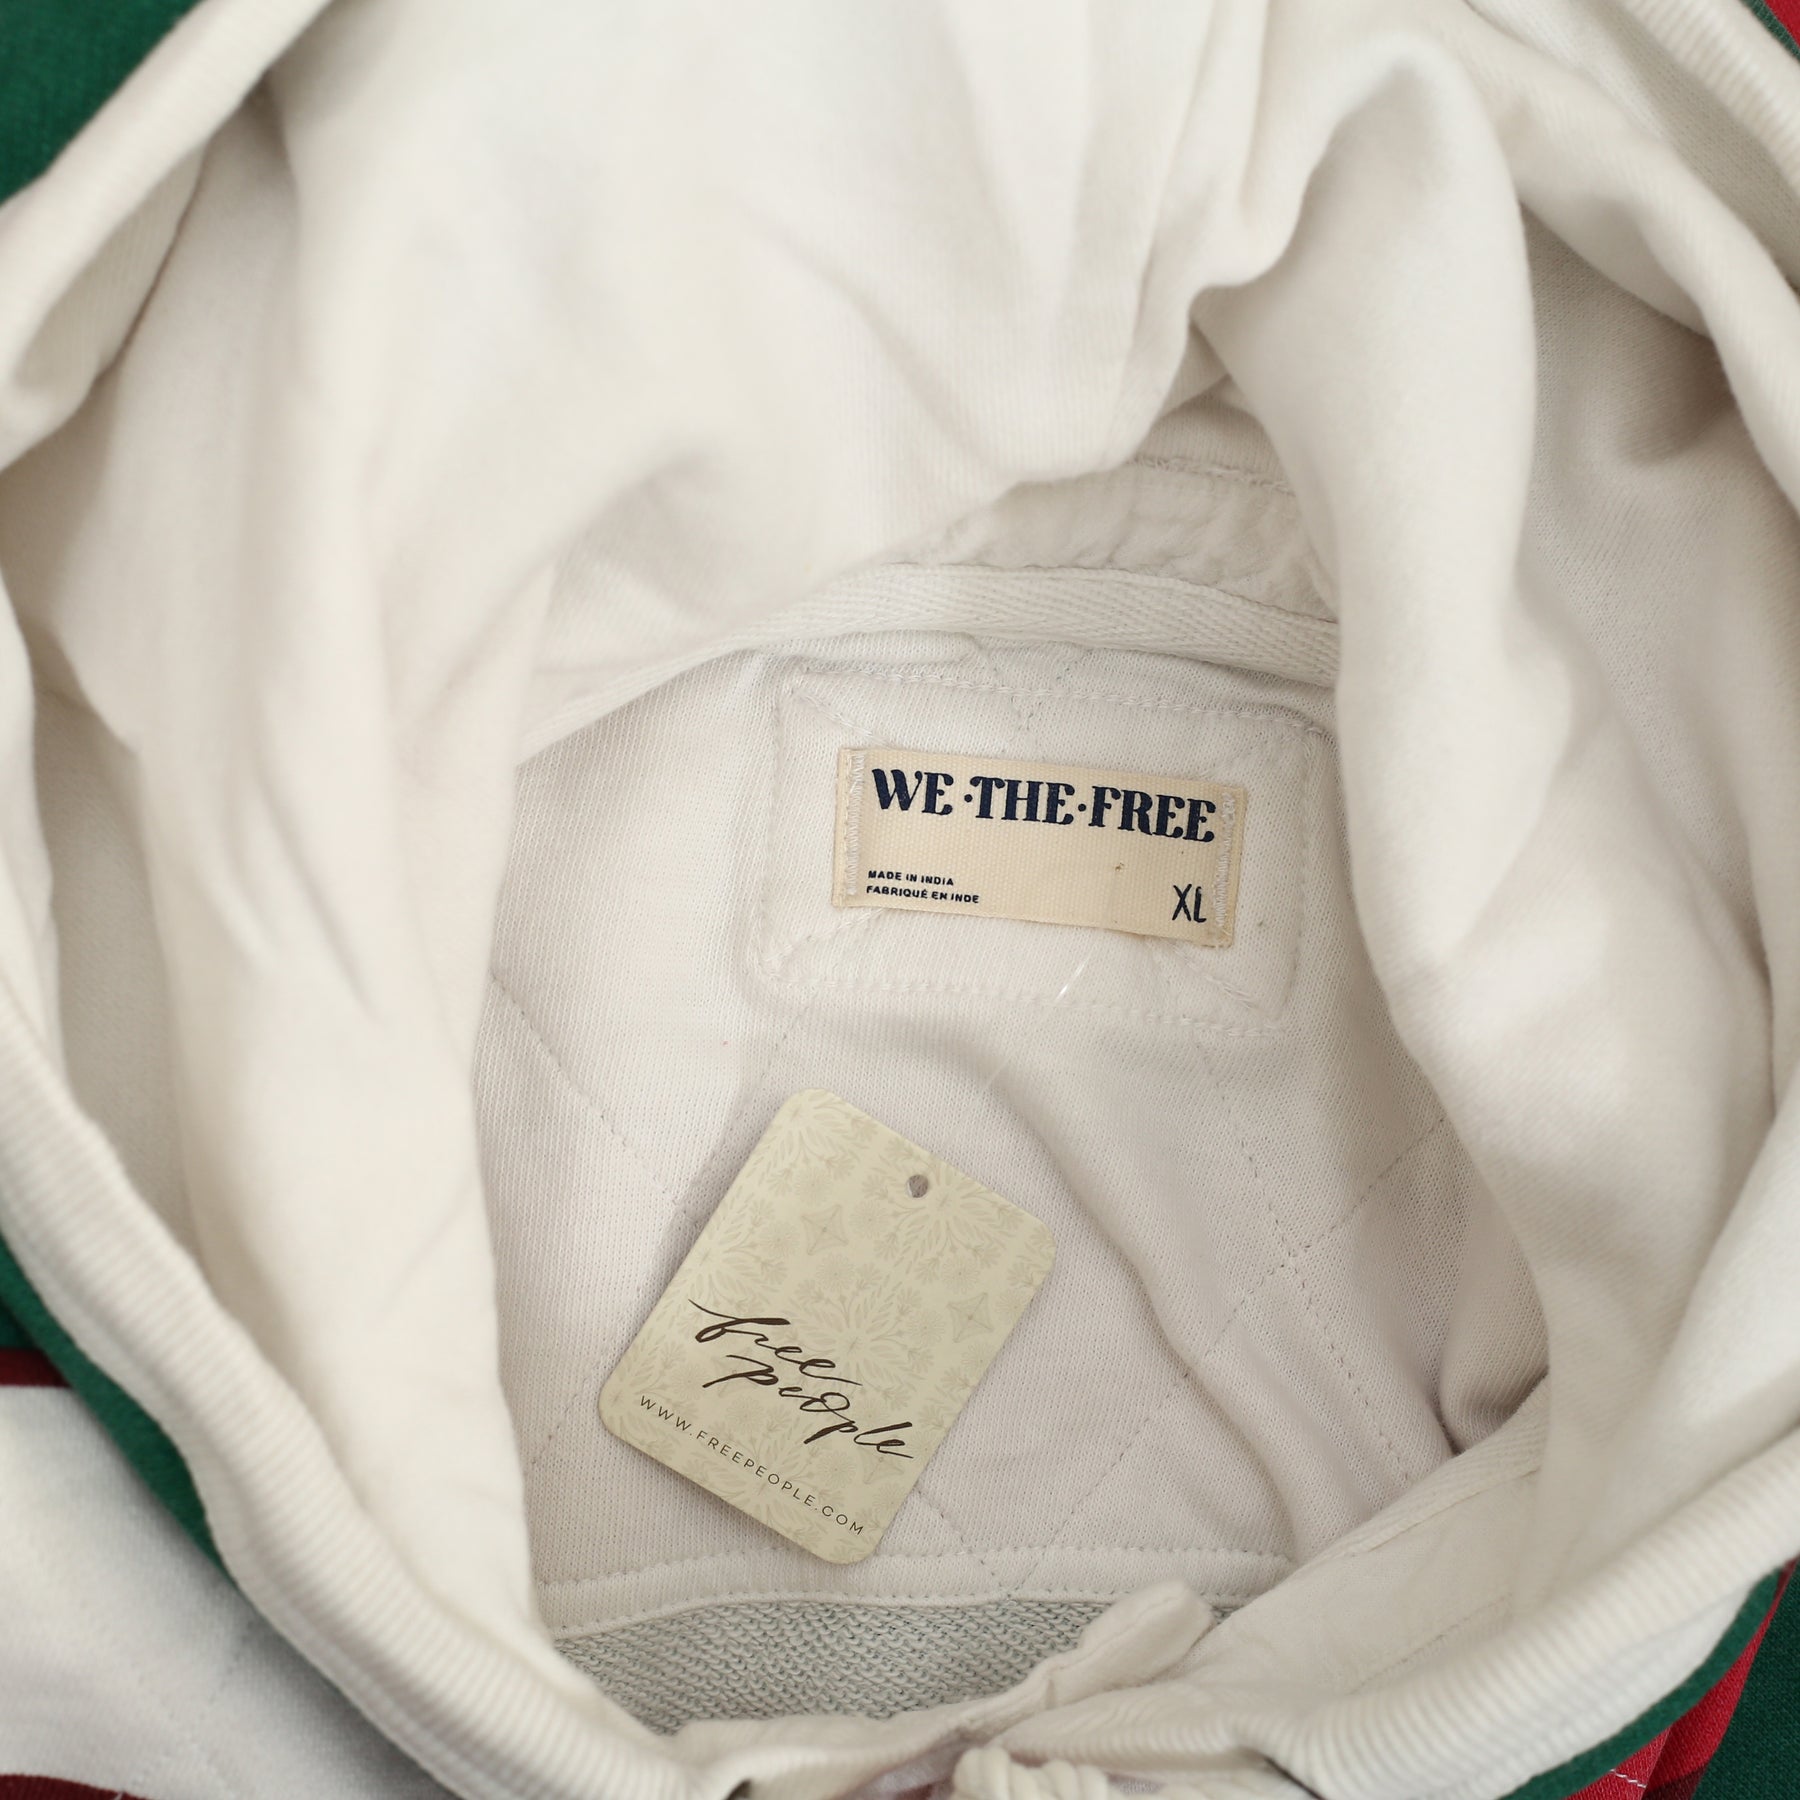 WE·THE·FREE
MADE IN INDIA
FABRIQUÉ EN INDE
XL
free
people
WWW.FREEPEOPLE.COM